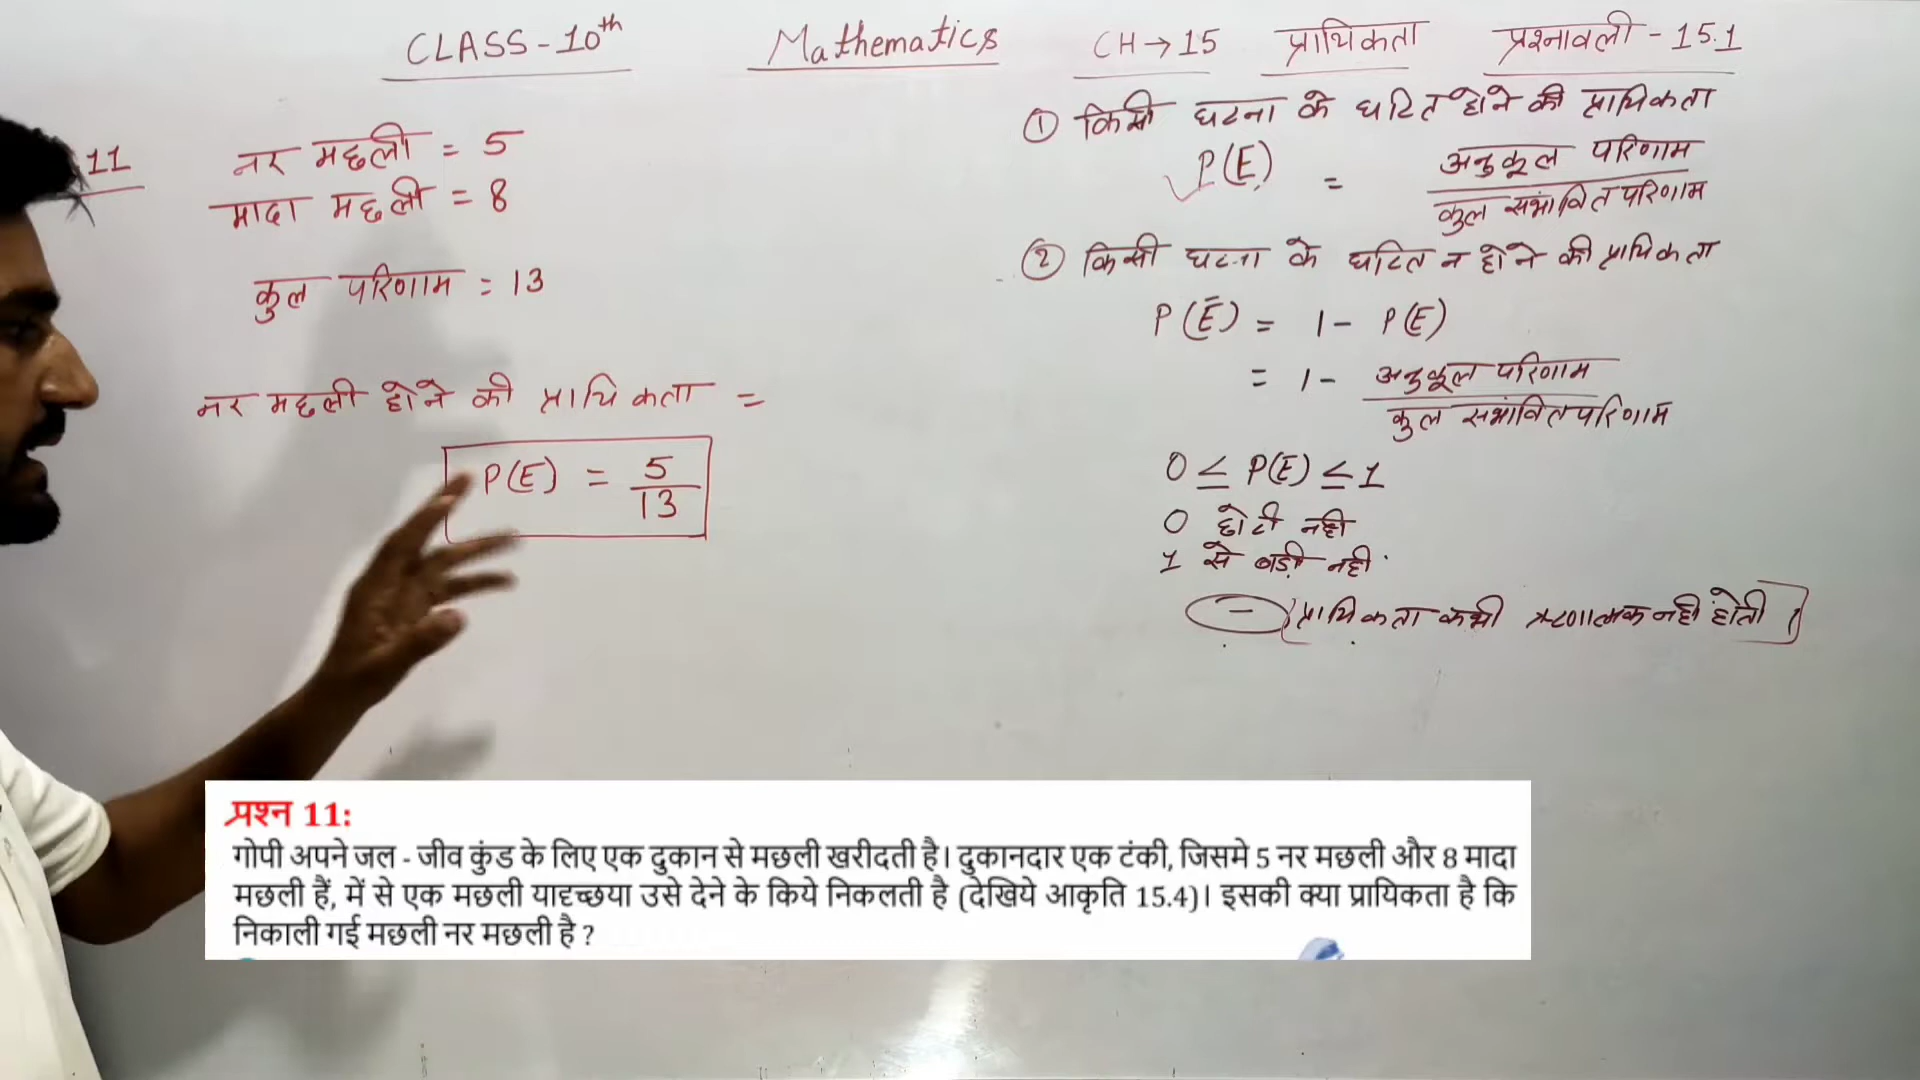 CLASS-10th Mathematics CH→15 प्रायिकता प्रश्नावली-15.1
11
नर मछली = 5
मादा मछली = 8
कुल परिणाम = 13
नर मछली होने की प्रायिकता =
P(E) = 5/13
① किसी घटना के घटित होने की प्रायिकता
P(E) = अनुकूल परिणाम / कुल संभावित परिणाम
② किसी घटना के घटित न होने की प्रायिकता
P(Ē) = 1 - P(E)
= 1 - अनुकूल परिणाम / कुल संभावित परिणाम
0 ≤ P(E) ≤ 1
0 छोटी नही
1 से बड़ी नही
- प्रायिकता कभी ऋणात्मक नही होती।
प्रश्न 11:
गोपी अपने जल - जीव कुंड के लिए एक दुकान से मछली खरीदती है। दुकानदार एक टंकी, जिसमे 5 नर मछली और 8 मादा
मछली हैं, में से एक मछली यादृच्छया उसे देने के किये निकलती है (देखिये आकृति 15.4)। इसकी क्या प्रायिकता है कि
निकाली गई मछली नर मछली है ?